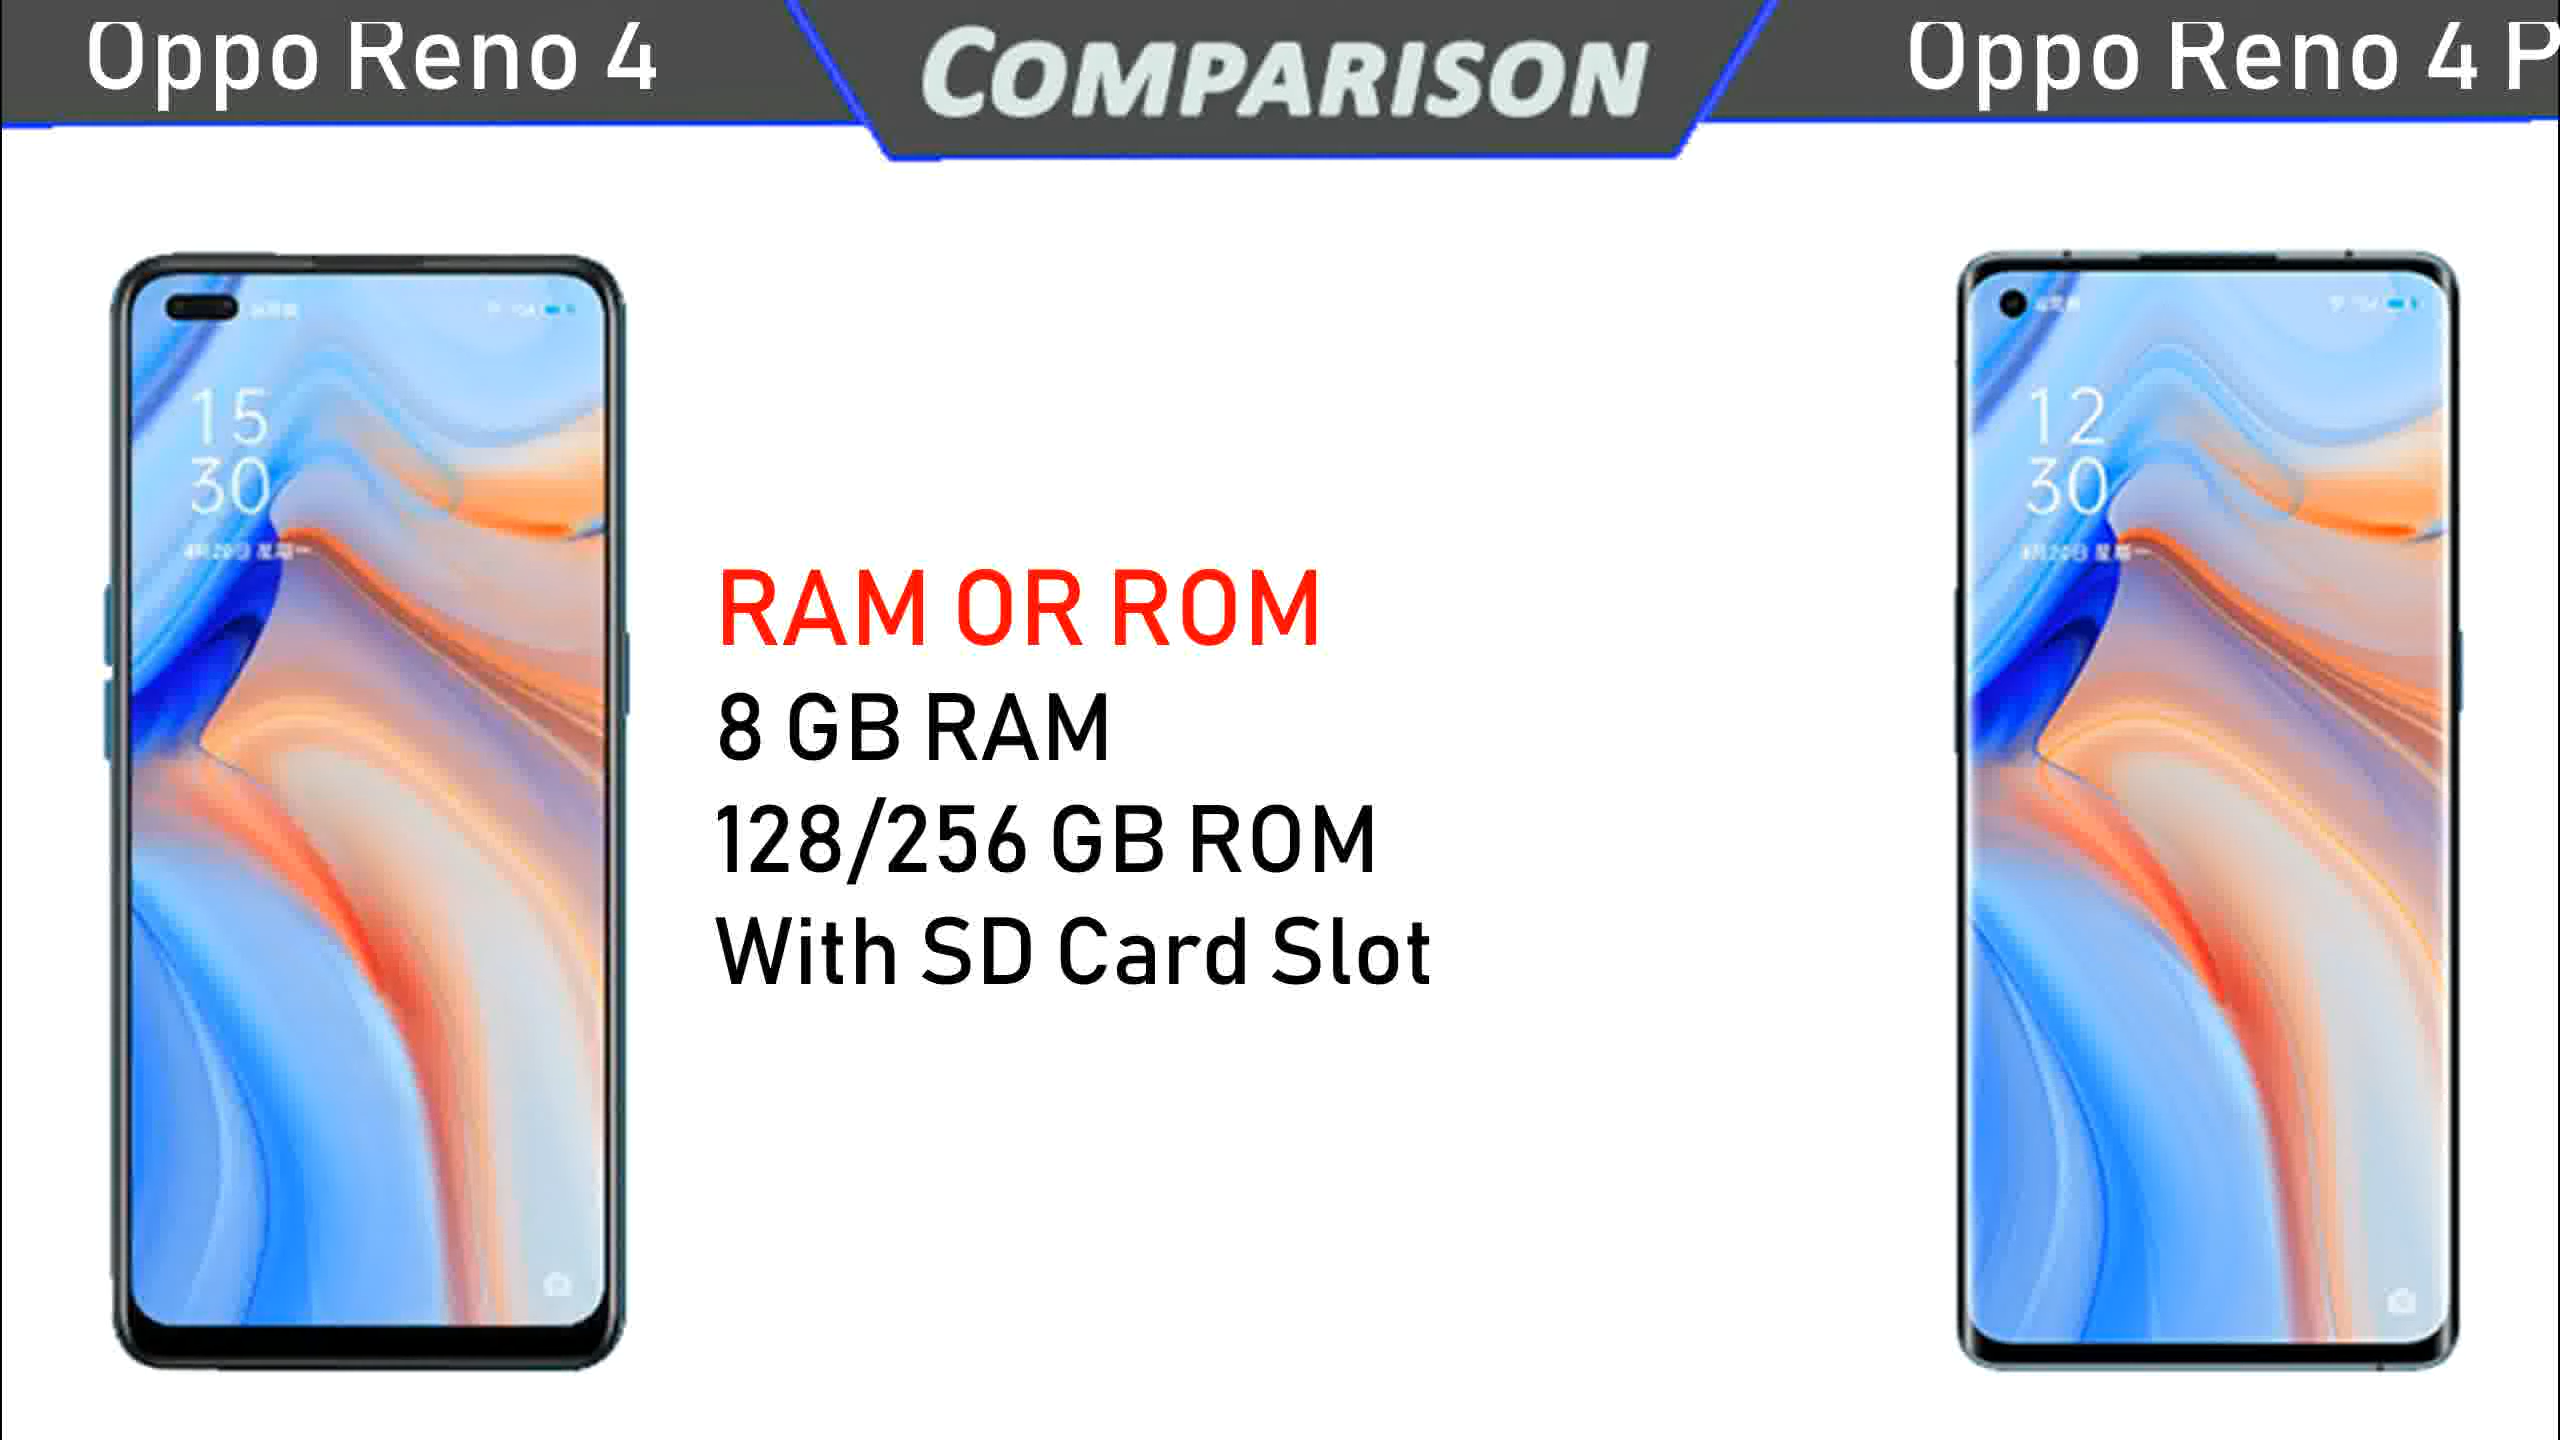 Oppo Reno 4
COMPARISON
Oppo Reno 4 P
15
30
RAM OR ROM
8 GB RAM
128/256 GB ROM
With SD Card Slot
12
30